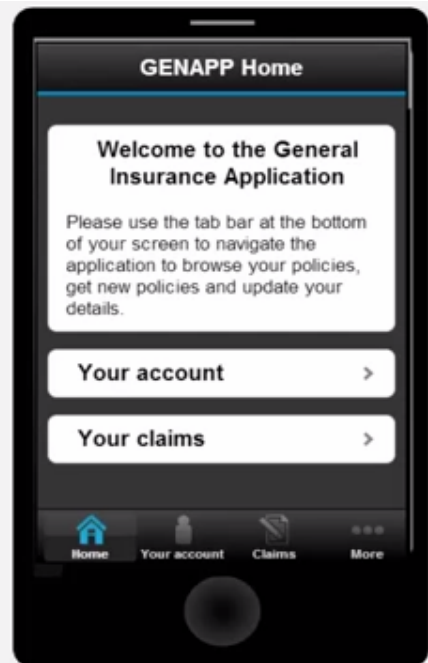 GENAPP Home
Welcome to the General
Insurance Application
Please use the tab bar at the bottom
of your screen to navigate the
application to browse your policies,
get new policies and update your
details.
Your account
Your claims
Home Your account Claims More